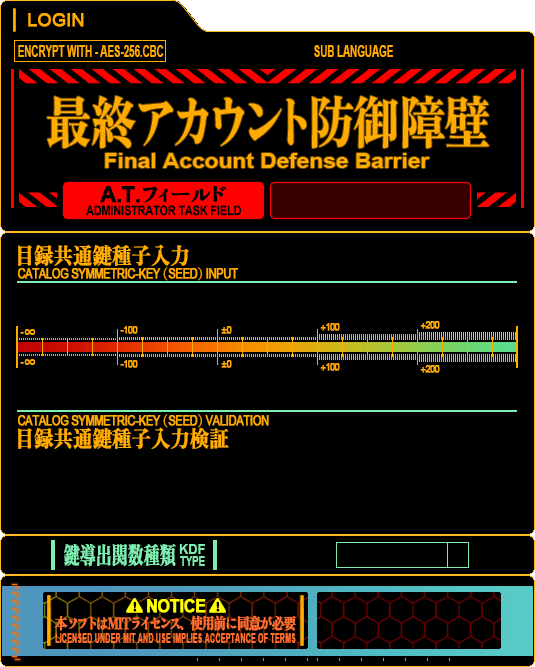 LOGIN
ENCRYPT WITH - AES-256.CBC
SUB LANGUAGE
最終アカウント防御障壁
Final Account Defense Barrier
A.T.フィールド
ADMINISTRATOR TASK FIELD
目録共通鍵種子入力
CATALOG SYMMETRIC-KEY (SEED) INPUT
-∞ -100 ±0 +100 +200
-∞ -100 ±0 +100 +200
CATALOG SYMMETRIC-KEY (SEED) VALIDATION
目録共通鍵種子入力検証
鍵導出関数種類 KDF TYPE
NOTICE
本ソフトはMITライセンス、使用前に同意が必要
LICENSED UNDER MIT AND USE IMPLIES ACCEPTANCE OF TERMS